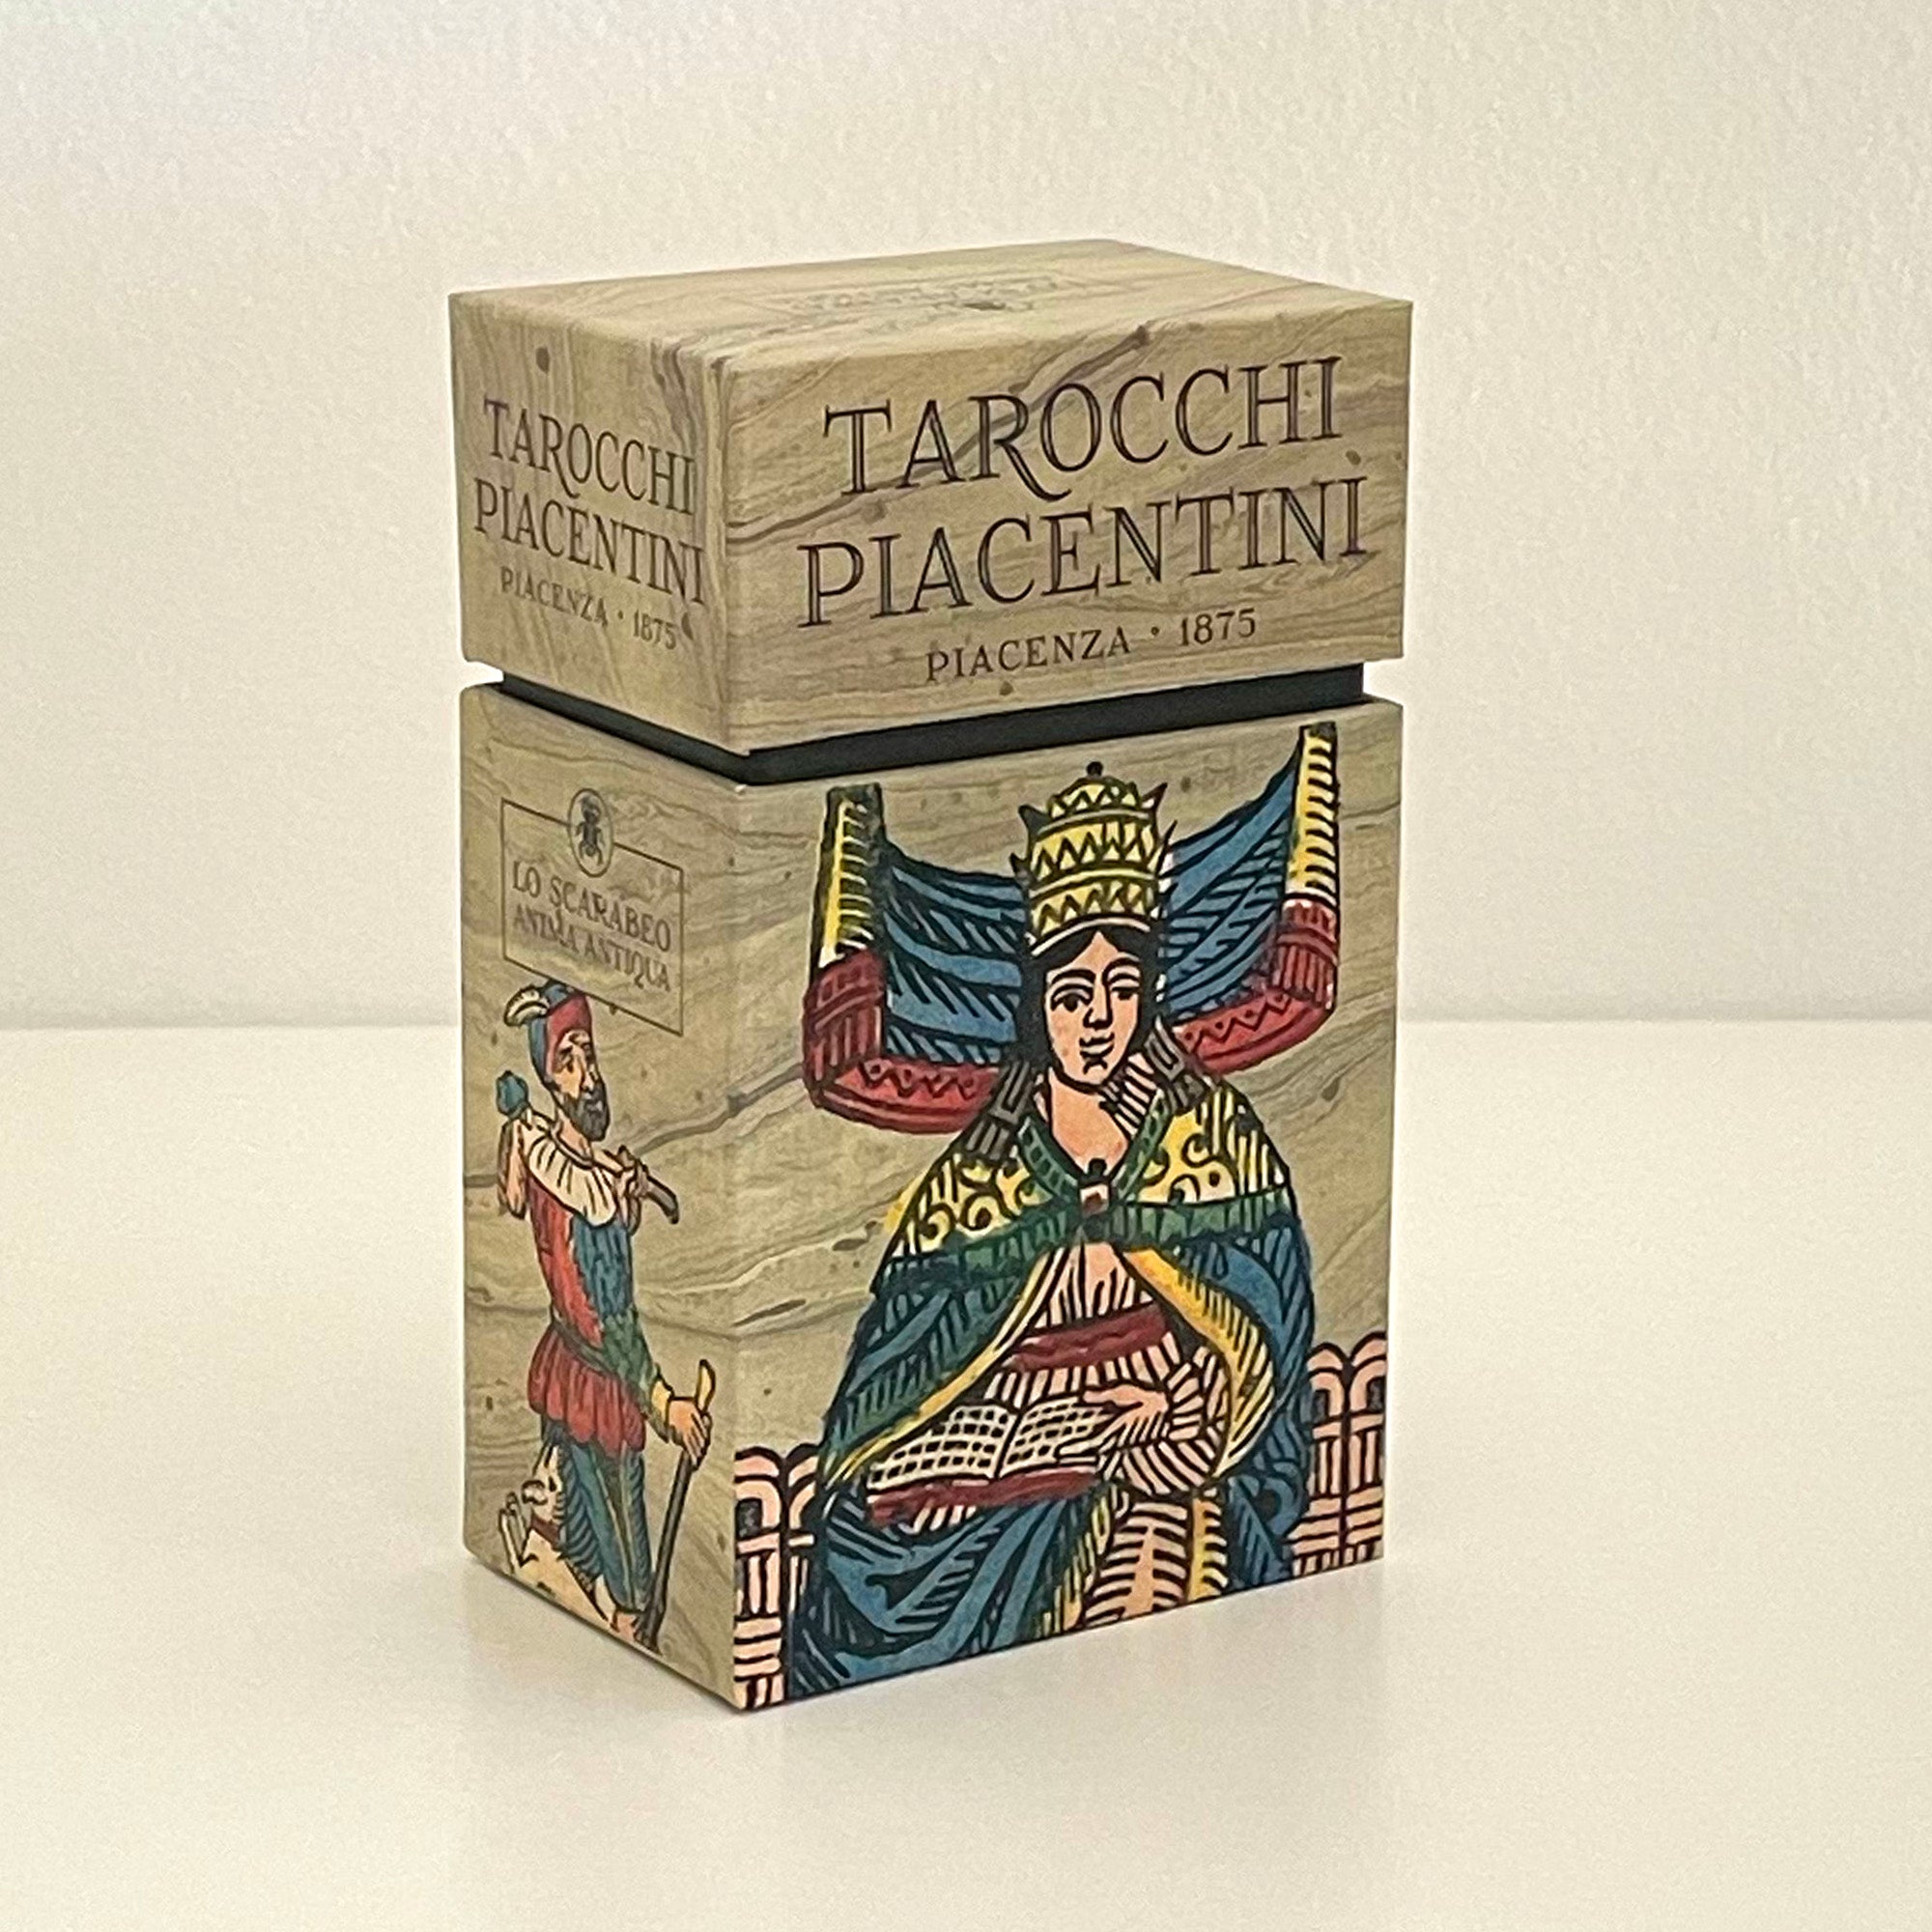 TAROCCHI
PIACENTINI
PIACENZA • 1875
TAROCCHI
PIACENTINI
PIACENZA • 1875
LO SCARABEO
ANIMA ANTIQUA